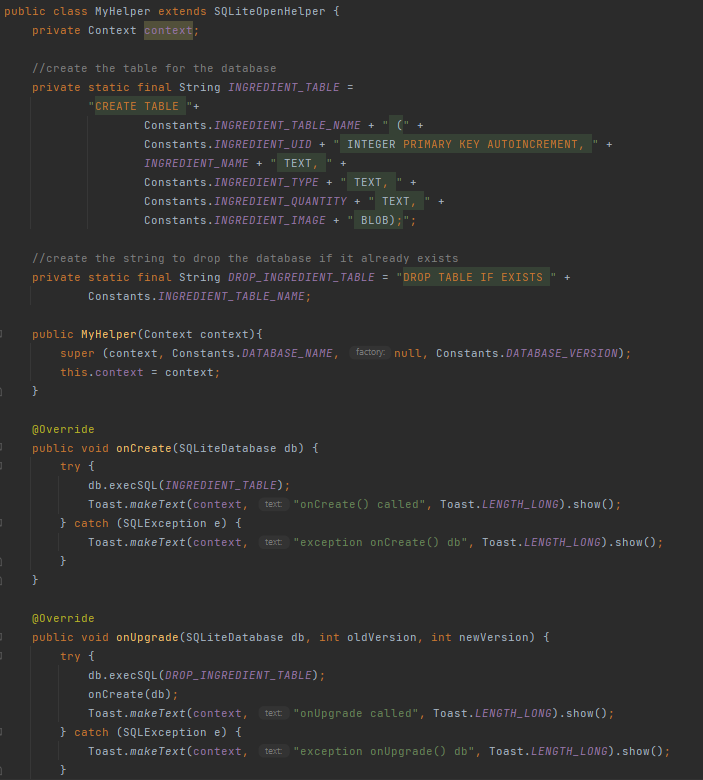 public class MyHelper extends SQLiteOpenHelper {
    private Context context;

    //create the table for the database
    private static final String INGREDIENT_TABLE =
            "CREATE TABLE "+
                    Constants.INGREDIENT_TABLE_NAME + " (" +
                    Constants.INGREDIENT_UID + " INTEGER PRIMARY KEY AUTOINCREMENT, " +
                    INGREDIENT_NAME + " TEXT, " +
                    Constants.INGREDIENT_TYPE + " TEXT, " +
                    Constants.INGREDIENT_QUANTITY + " TEXT, " +
                    Constants.INGREDIENT_IMAGE + " BLOB);";

    //create the string to drop the database if it already exists
    private static final String DROP_INGREDIENT_TABLE = "DROP TABLE IF EXISTS " +
            Constants.INGREDIENT_TABLE_NAME;

    public MyHelper(Context context){
        super (context, Constants.DATABASE_NAME, factory: null, Constants.DATABASE_VERSION);
        this.context = context;
    }

    @Override
    public void onCreate(SQLiteDatabase db) {
        try {
            db.execSQL(INGREDIENT_TABLE);
            Toast.makeText(context, text: "onCreate() called", Toast.LENGTH_LONG).show();
        } catch (SQLException e) {
            Toast.makeText(context, text: "exception onCreate() db", Toast.LENGTH_LONG).show();
        }
    }

    @Override
    public void onUpgrade(SQLiteDatabase db, int oldVersion, int newVersion) {
        try {
            db.execSQL(DROP_INGREDIENT_TABLE);
            onCreate(db);
            Toast.makeText(context, text: "onUpgrade called", Toast.LENGTH_LONG).show();
        } catch (SQLException e) {
            Toast.makeText(context, text: "exception onUpgrade() db", Toast.LENGTH_LONG).show();
        }